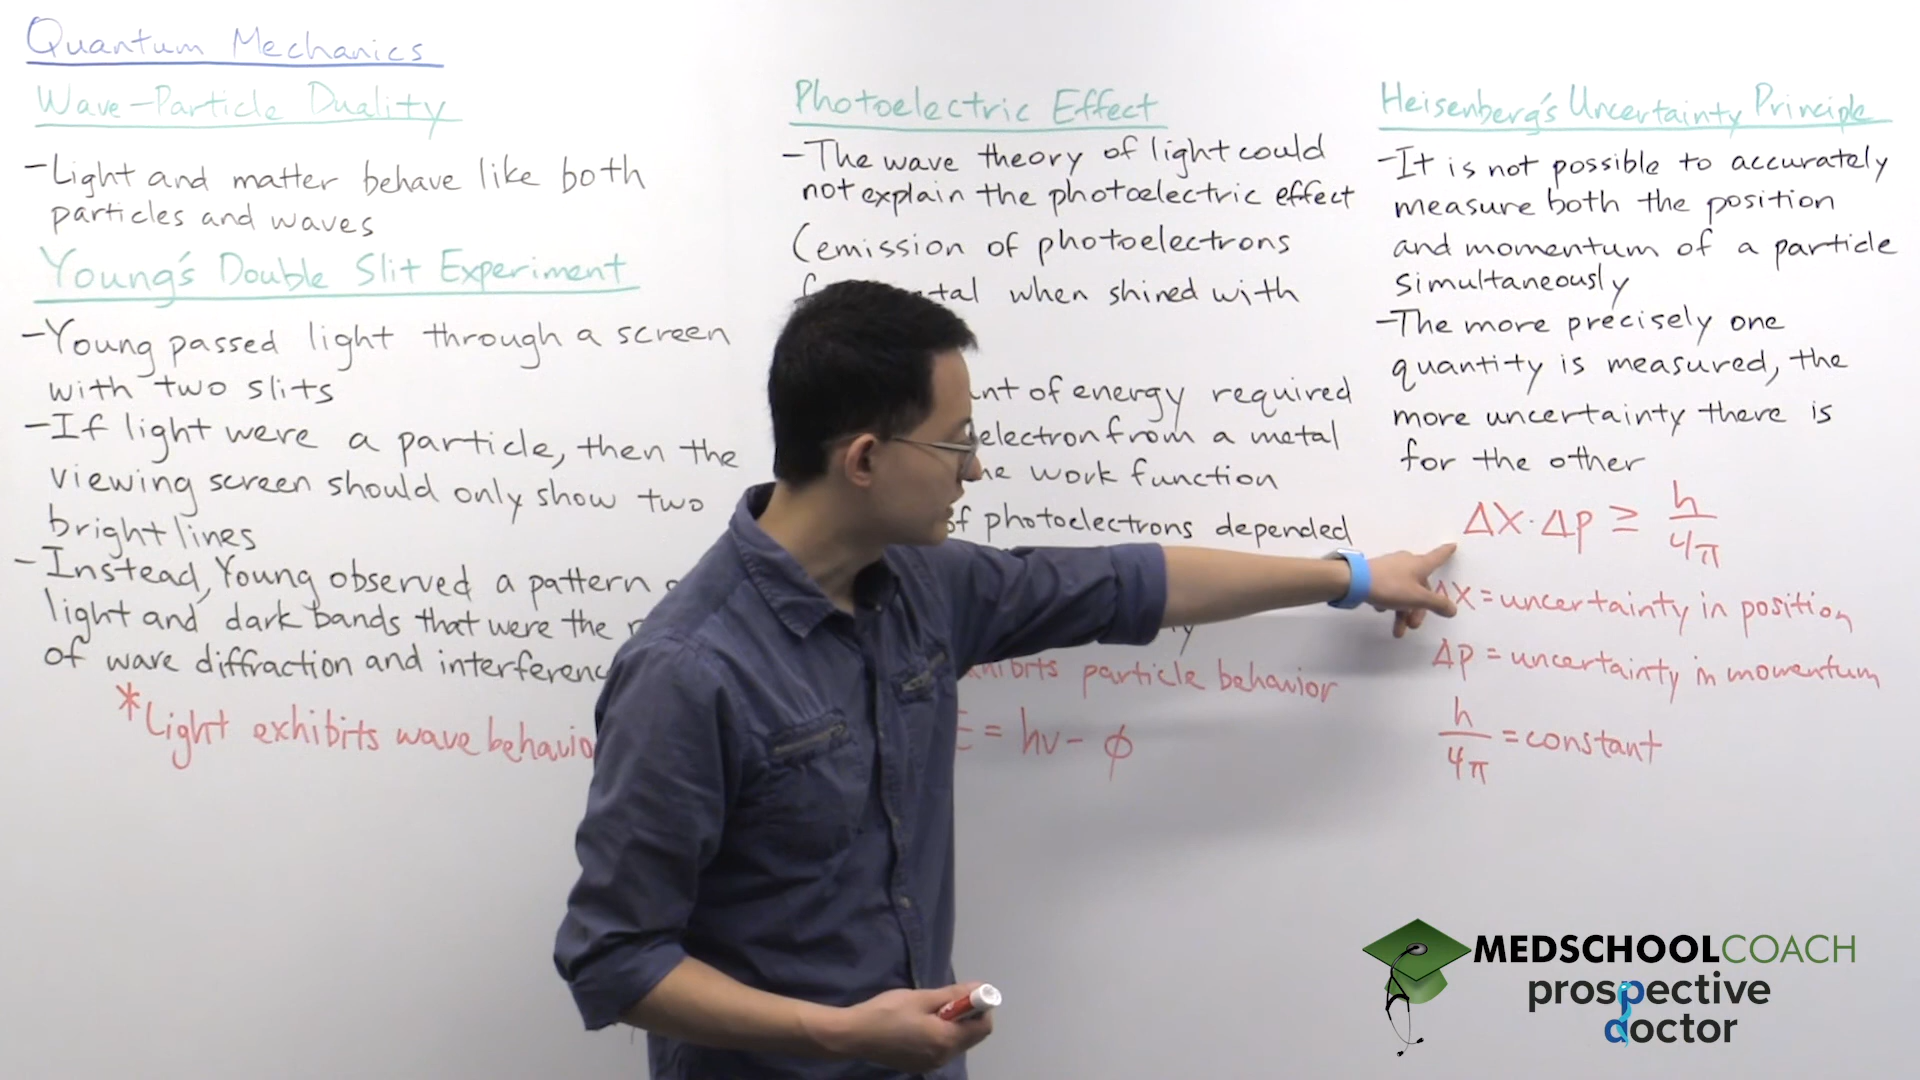 Quantum Mechanics
Wave-Particle Duality
-Light and matter behave like both
particles and waves
Young's Double Slit Experiment
-Young passed light through a screen
with two slits
-If light were a particle, then the
viewing screen should only show two
bright lines
-Instead, Young observed a pattern
light and dark bands that were the
of wave diffraction and
*Light exhibits wave
Photoelectric Effect
-The wave theory of light could
not explain the photoelectric effect
(emission of photoelectrons
when shined with
of energy required
electron from a metal
work function
of photoelectrons depended
particle behavior
= hν - φ
Heisenberg's Uncertainty Principle
-It is not possible to accurately
measure both the position
and momentum of a particle
simultaneously
-The more precisely one
quantity is measured, the
more uncertainty there is
for the other
Δx·Δp ≥ h/4π
Δx = uncertainty in position
Δp = uncertainty in momentum
h/4π = constant
MEDSCHOOLCOACH
prospective
doctor